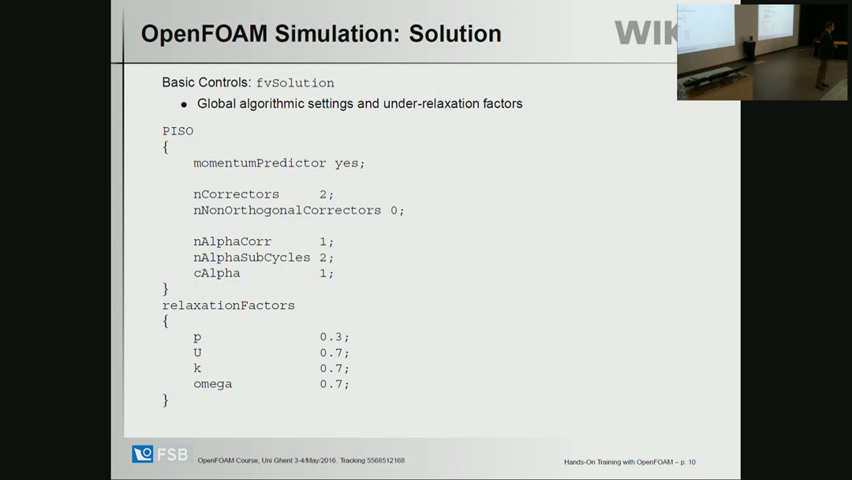 OpenFOAM Simulation: Solution
WIK
Basic Controls: fvSolution
• Global algorithmic settings and under-relaxation factors
PISO
{
momentumPredictor yes;
nCorrectors 2;
nNonOrthogonalCorrectors 0;
nAlphaCorr 1;
nAlphaSubCycles 2;
cAlpha 1;
}
relaxationFactors
{
p 0.3;
U 0.7;
k 0.7;
omega 0.7;
}
FSB
OpenFOAM Course, Uni Ghent 3-4/May/2016. Tracking 5568512168
Hands-On Training with OpenFOAM – p. 10